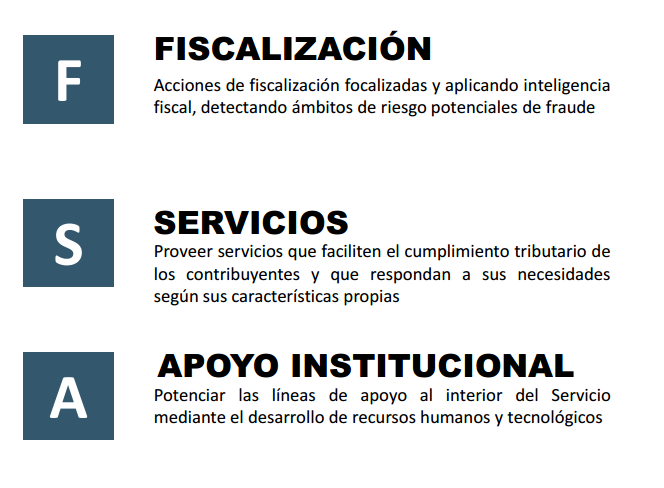 F
FISCALIZACIÓN
Acciones de fiscalización focalizadas y aplicando inteligencia
fiscal, detectando ámbitos de riesgo potenciales de fraude
S
SERVICIOS
Proveer servicios que faciliten el cumplimiento tributario de
los contribuyentes y que respondan a sus necesidades
según sus características propias
A
APOYO INSTITUCIONAL
Potenciar las líneas de apoyo al interior del Servicio
mediante el desarrollo de recursos humanos y tecnológicos